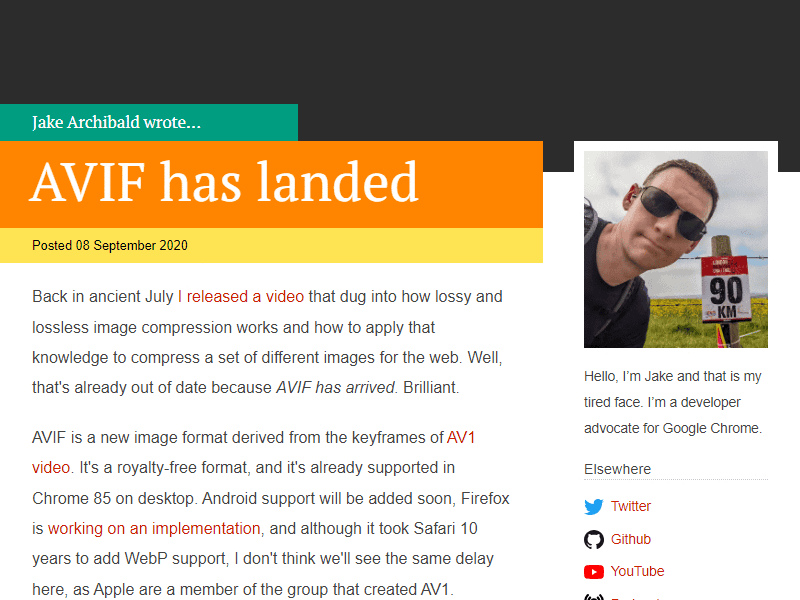 Jake Archibald wrote…
AVIF has landed
Posted 08 September 2020
Back in ancient July I released a video that dug into how lossy and
lossless image compression works and how to apply that
knowledge to compress a set of different images for the web. Well,
that's already out of date because AVIF has arrived. Brilliant.
AVIF is a new image format derived from the keyframes of AV1
video. It's a royalty-free format, and it's already supported in
Chrome 85 on desktop. Android support will be added soon, Firefox
is working on an implementation, and although it took Safari 10
years to add WebP support, I don't think we'll see the same delay
here, as Apple are a member of the group that created AV1.
LONDON
CHALLENGE
90
KM
Hello, I’m Jake and that is my
tired face. I’m a developer
advocate for Google Chrome.
Elsewhere
Twitter
Github
YouTube